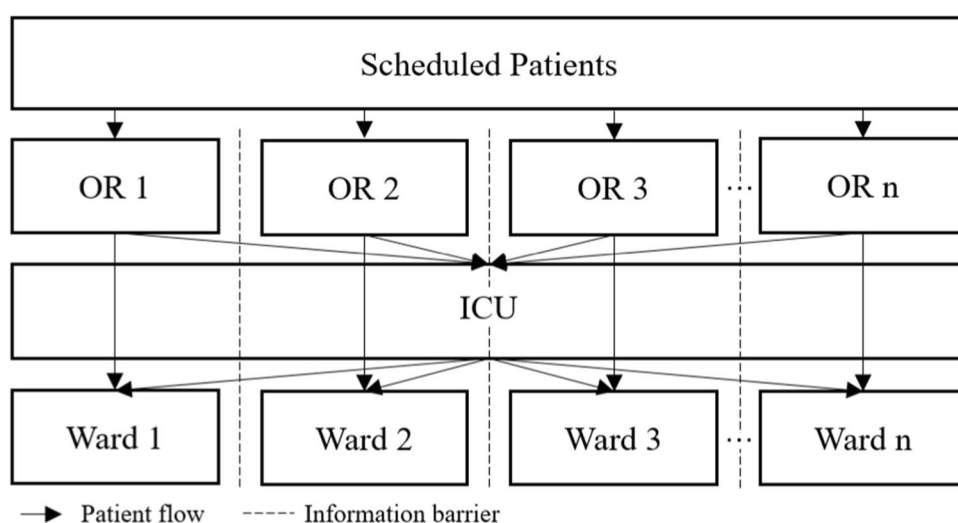 Scheduled Patients
OR 1
OR 2
OR 3
...
OR n
ICU
Ward 1
Ward 2
Ward 3
...
Ward n
Patient flow
Information barrier